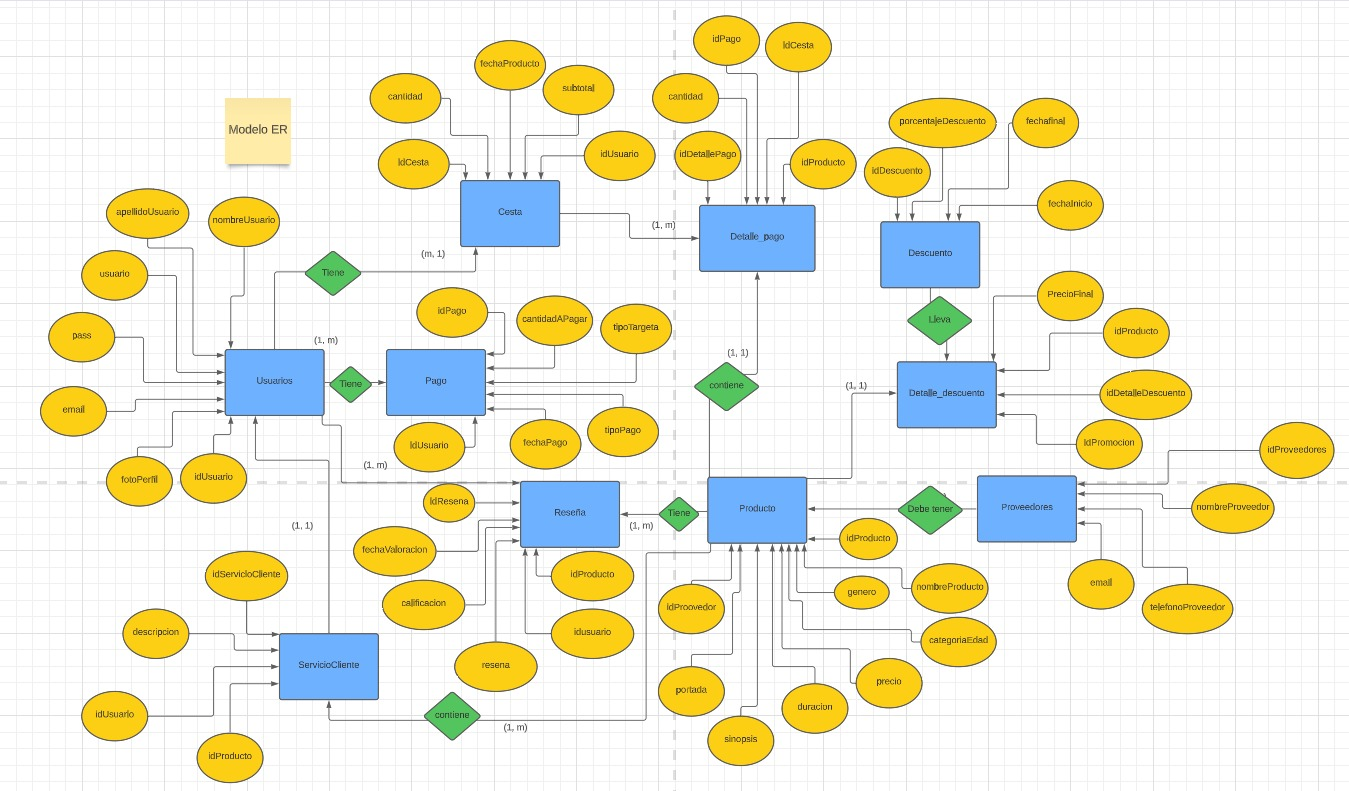 Modelo ER
fechaProducto
cantidad
subtotal
IdCesta
idUsuario
Cesta
idPago
IdCesta
cantidad
idDetallePago
idProducto
Detalle_pago
(1, m)
porcentajeDescuento
fechafinal
idDescuento
fechaInicio
Descuento
apellidoUsuario
nombreUsuario
usuario
pass
email
fotoPerfil
idUsuario
Usuarios
Tiene
(m, 1)
(1, m)
Tiene
idPago
cantidadAPagar
tipoTargeta
Pago
IdUsuario
fechaPago
tipoPago
(1, m)
(1, 1)
contiene
Lleva
PrecioFinal
idProducto
(1, 1)
Detalle_descuento
idDetalleDescuento
IdPromocion
idProveedores
nombreProveedor
Proveedores
Debe tener
email
telefonoProveedor
Producto
Tiene
(1, m)
IdResena
Reseña
fechaValoracion
calificacion
idProducto
idusuario
resena
idProducto
nombreProducto
genero
idProovedor
categoriaEdad
precio
portada
duracion
sinopsis
(1, 1)
idServicioCliente
descripcion
ServicioCliente
idUsuario
idProducto
contiene
(1, m)